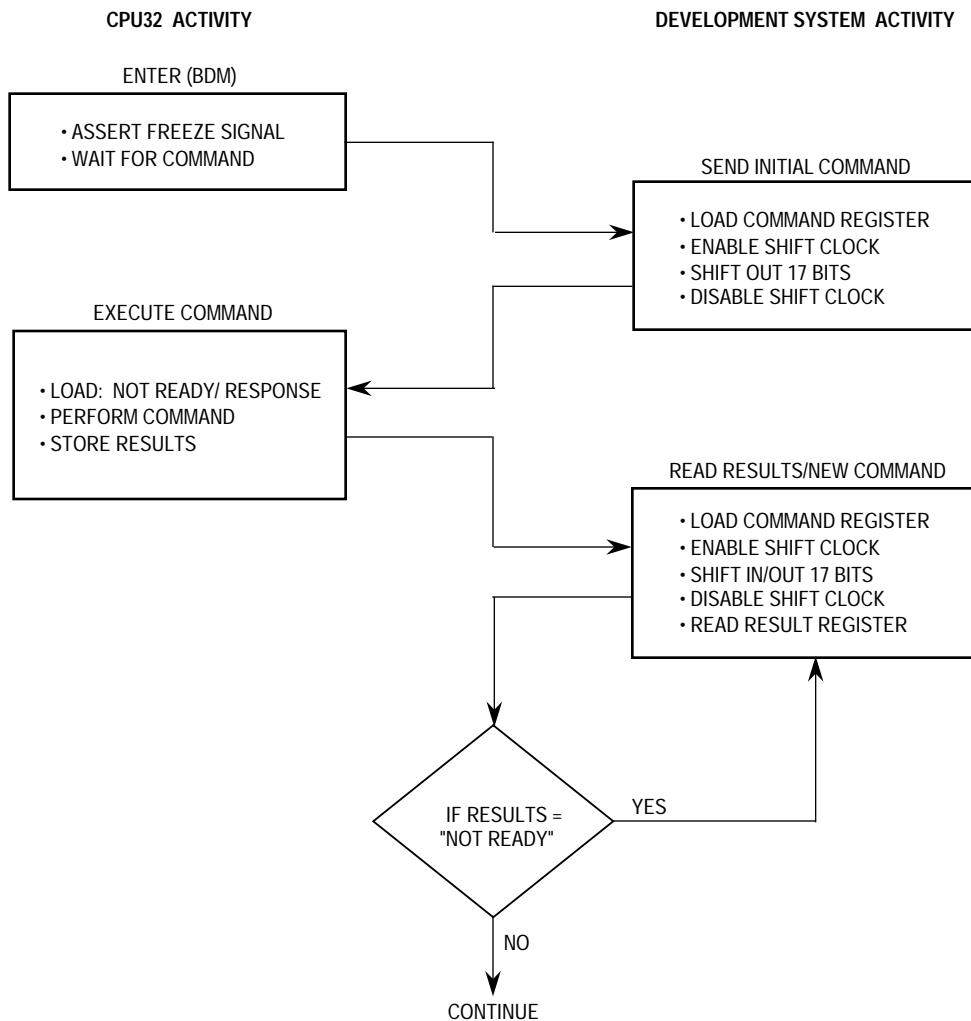 CPU32 ACTIVITY
DEVELOPMENT SYSTEM ACTIVITY
ENTER (BDM)
• ASSERT FREEZE SIGNAL
• WAIT FOR COMMAND
SEND INITIAL COMMAND
• LOAD COMMAND REGISTER
• ENABLE SHIFT CLOCK
• SHIFT OUT 17 BITS
• DISABLE SHIFT CLOCK
EXECUTE COMMAND
• LOAD: NOT READY/ RESPONSE
• PERFORM COMMAND
• STORE RESULTS
READ RESULTS/NEW COMMAND
• LOAD COMMAND REGISTER
• ENABLE SHIFT CLOCK
• SHIFT IN/OUT 17 BITS
• DISABLE SHIFT CLOCK
• READ RESULT REGISTER
IF RESULTS =
"NOT READY"
YES
NO
CONTINUE